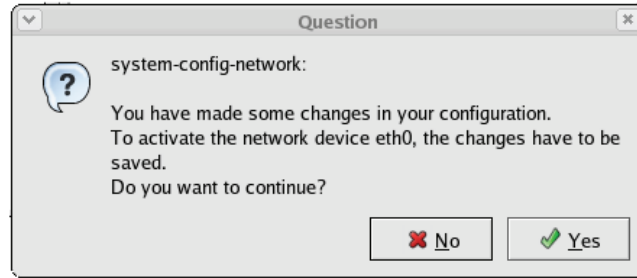 Question
system-config-network:
You have made some changes in your configuration.
To activate the network device eth0, the changes have to be
saved.
Do you want to continue?
No
Yes